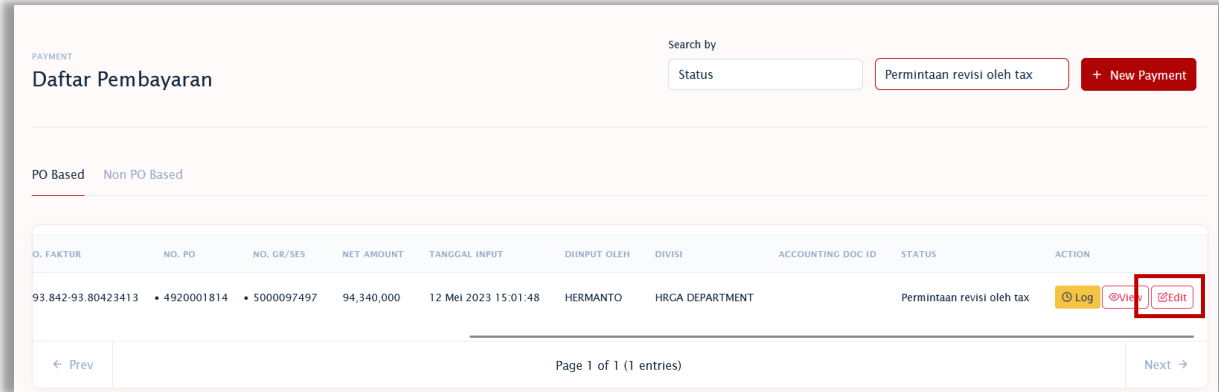 Search by
PAYMENT
Daftar Pembayaran
Status
Permintaan revisi oleh tax
+ New Payment
PO Based Non PO Based
O. FAKTUR NO. PO NO. GR/SES NET AMOUNT TANGGAL INPUT DIINPUT OLEH DIVISI ACCOUNTING DOC ID STATUS ACTION
93.842-93.80423413 • 4920001814 • 5000097497 94,340,000 12 Mei 2023 15:01:48 HERMANTO HRGA DEPARTMENT Permintaan revisi oleh tax Log View Edit
← Prev Page 1 of 1 (1 entries) Next →